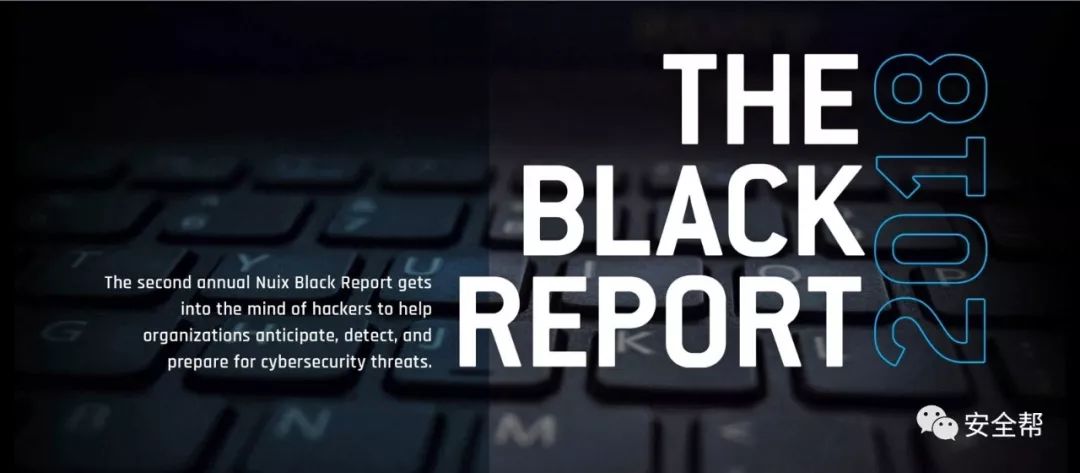 THE
BLACK
REPORT
2018
The second annual Nuix Black Report gets
into the mind of hackers to help
organizations anticipate, detect, and
prepare for cybersecurity threats.
安全帮